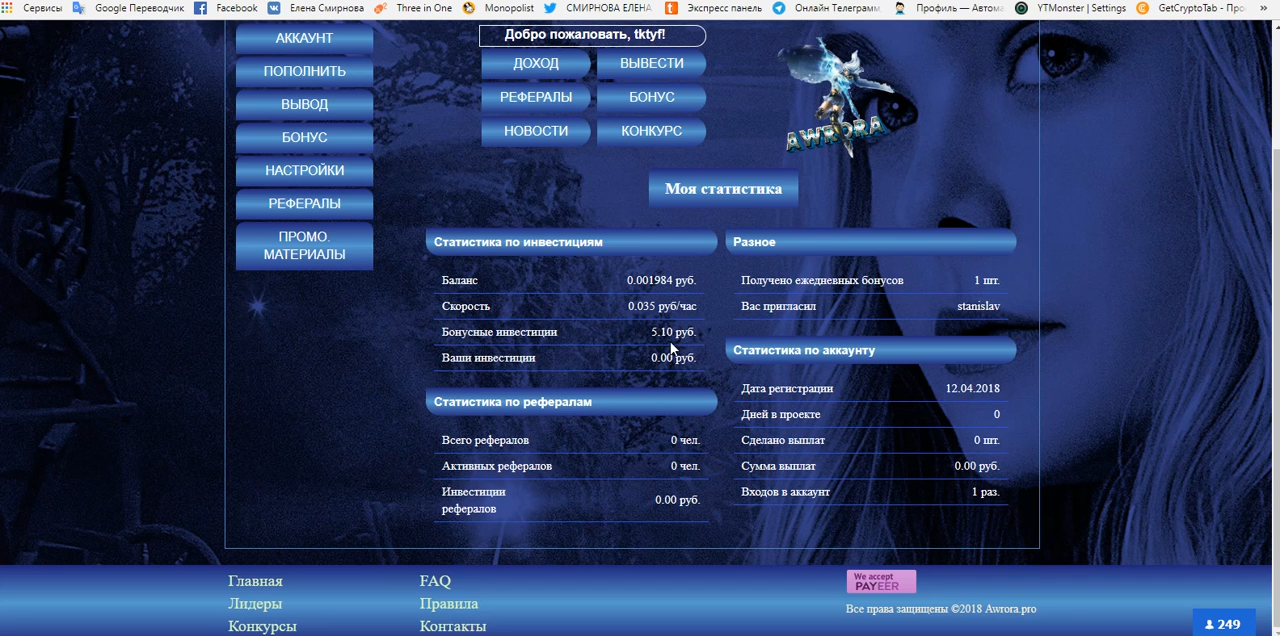 Сервисы Google Переводчик Facebook Елена Смирнова Three in One Monopolist СМИРНОВА ЕЛЕНА Экспресс панель Онлайн Телеграмм Профиль — Автома YTMonster | Settings GetCryptoTab - Про »
АККАУНТ
ПОПОЛНИТЬ
ВЫВОД
БОНУС
НАСТРОЙКИ
РЕФЕРАЛЫ
ПРОМО.
МАТЕРИАЛЫ
Добро пожаловать, tktyf!
ДОХОД ВЫВЕСТИ
РЕФЕРАЛЫ БОНУС
НОВОСТИ КОНКУРС
AWRORA
Моя статистика
Статистика по инвестициям
Баланс 0.001984 руб.
Скорость 0.035 руб/час
Бонусные инвестиции 5.10 руб.
Ваши инвестиции 0.00 руб.
Статистика по рефералам
Всего рефералов 0 чел.
Активных рефералов 0 чел.
Инвестиции
рефералов 0.00 руб.
Разное
Получено ежедневных бонусов 1 шт.
Вас пригласил stanislav
Статистика по аккаунту
Дата регистрации 12.04.2018
Дней в проекте 0
Сделано выплат 0 шт.
Сумма выплат 0.00 руб.
Входов в аккаунт 1 раз.
Главная FAQ
Лидеры Правила
Конкурсы Контакты
We accept
PAYEER
Все права защищены ©2018 Awrora.pro
249